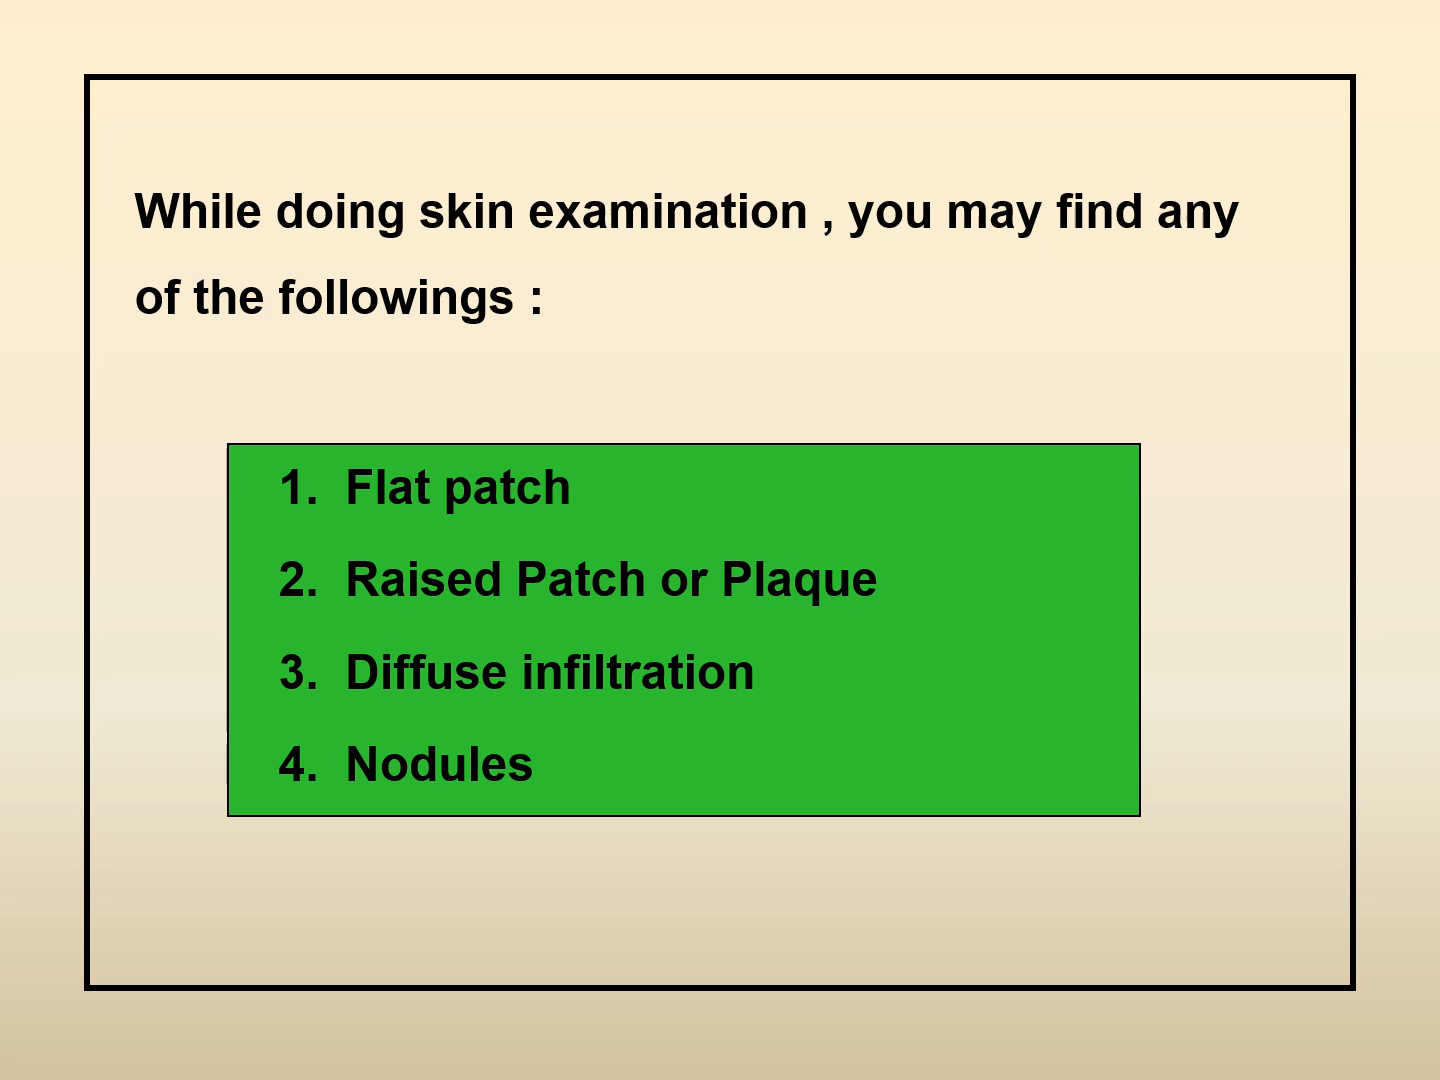 While doing skin examination , you may find any
of the followings :
1. Flat patch
2. Raised Patch or Plaque
3. Diffuse infiltration
4. Nodules